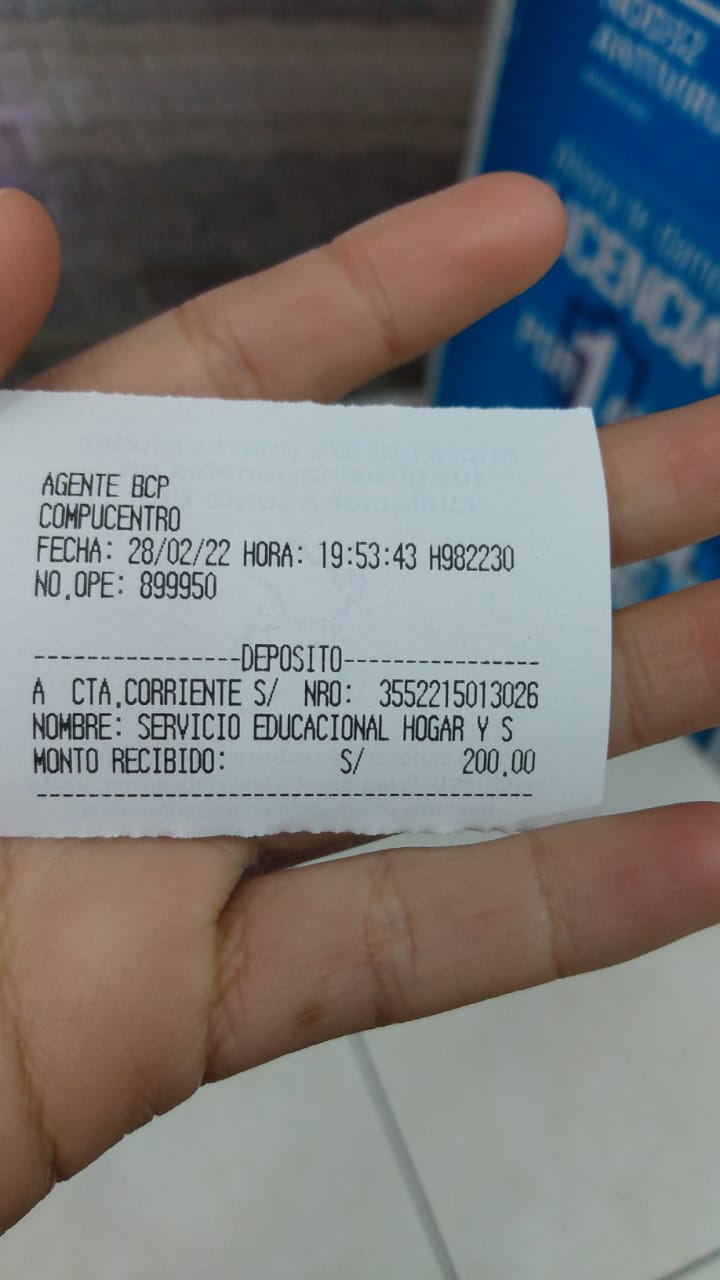 AGENTE BCP
COMPUCENTRO
FECHA: 28/02/22 HORA: 19:53:43 H982230
NO.OPE: 899950
----------------DEPOSITO---------------
A CTA.CORRIENTE S/ NRO: 3552215013026
NOMBRE: SERVICIO EDUCACIONAL HOGAR Y S
MONTO RECIBIDO: S/ 200.00
---------------------------------------